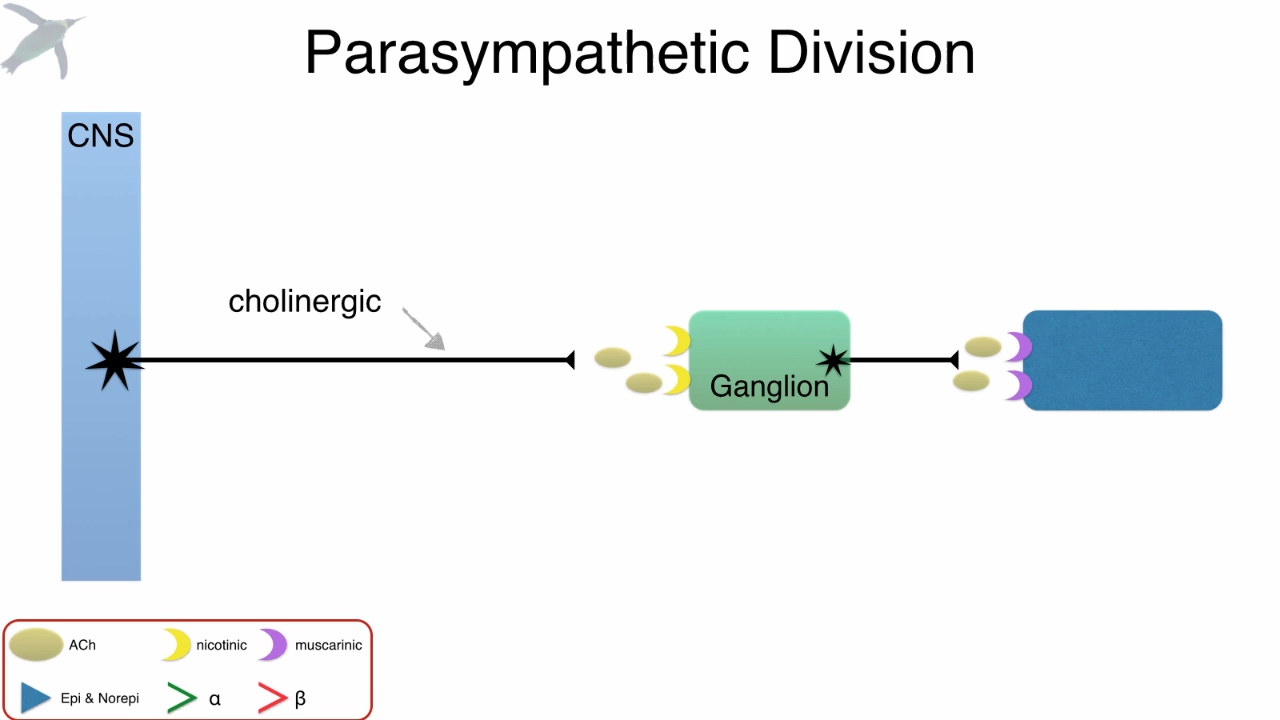 Parasympathetic Division
CNS
cholinergic
Ganglion
ACh
nicotinic
muscarinic
Epi & Norepi
α
β